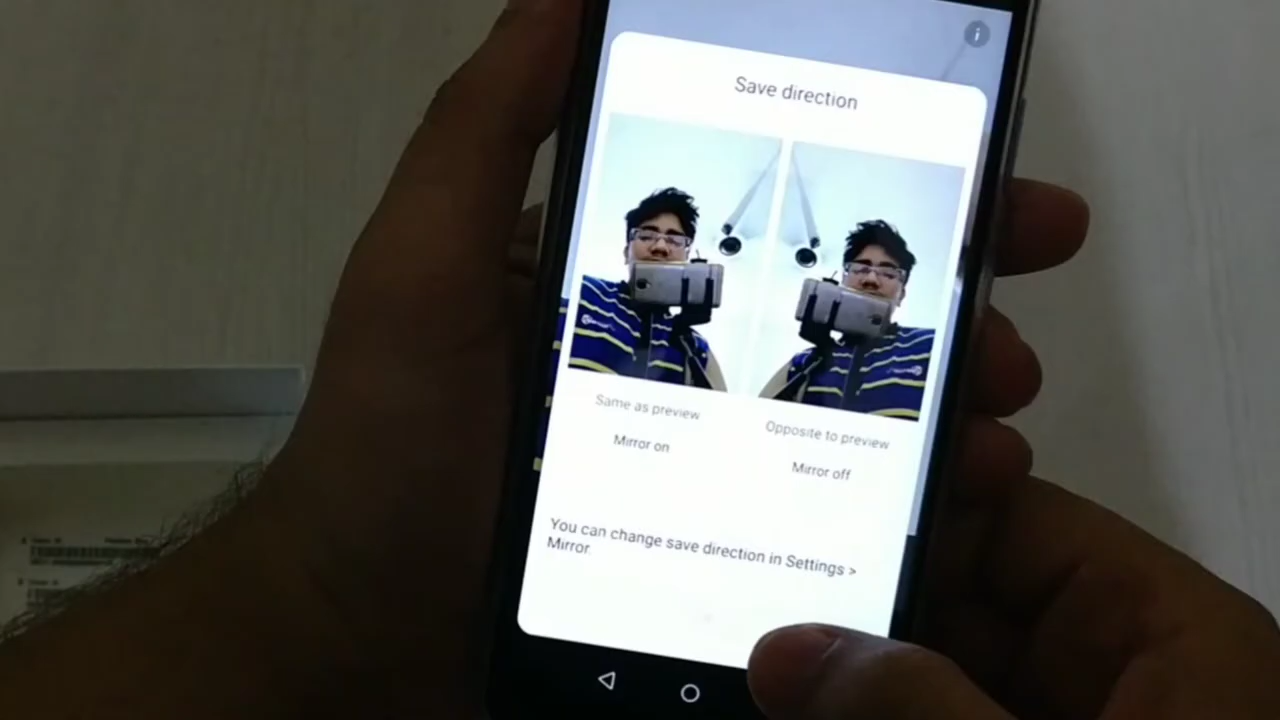 Save direction
Same as preview
Opposite to preview
Mirror on
Mirror off
You can change save direction in Settings >
Mirror.